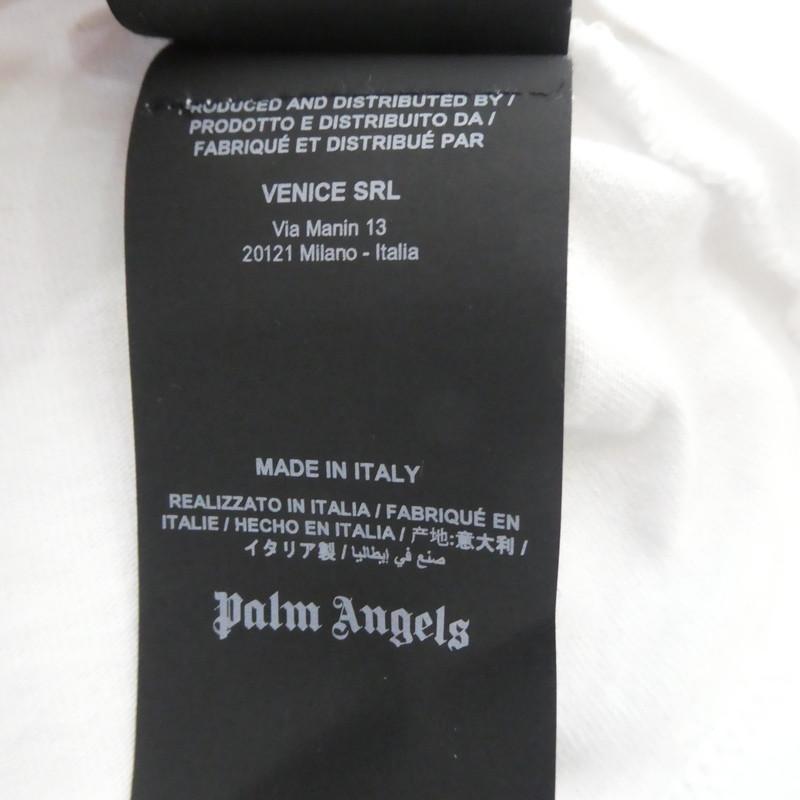 PRODUCED AND DISTRIBUTED BY /
PRODOTTO E DISTRIBUITO DA /
FABRIQUÉ ET DISTRIBUÉ PAR
VENICE SRL
Via Manin 13
20121 Milano - Italia
MADE IN ITALY
REALIZZATO IN ITALIA / FABRIQUÉ EN
ITALIE / HECHO EN ITALIA / 产地:意大利 /
イタリア製 / صنع في إيطاليا
Palm Angels